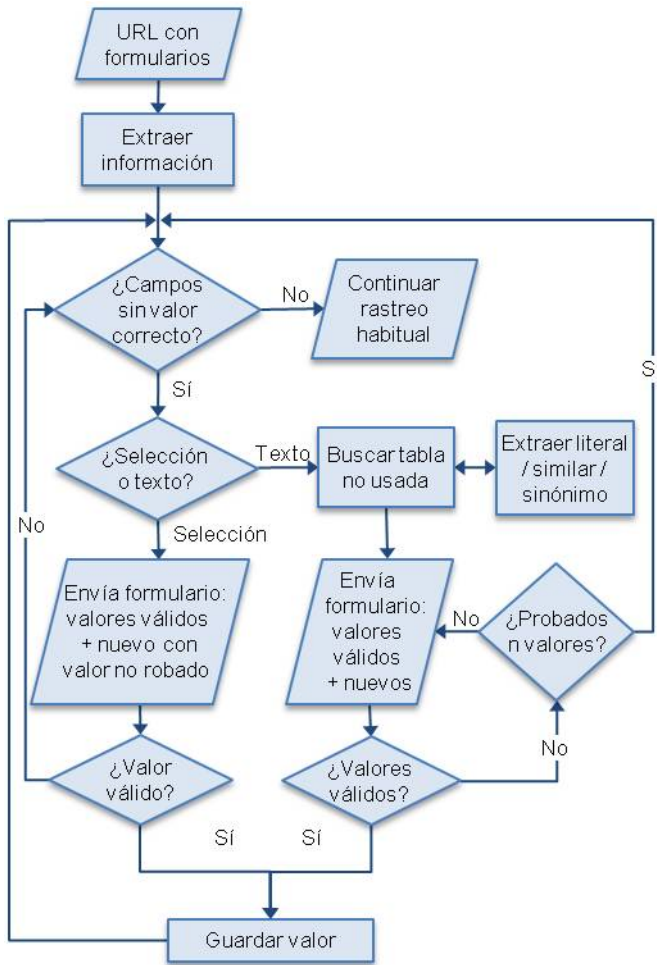 URL con
formularios
Extraer
información
¿Campos
sin valor
correcto?
No
Continuar
rastreo
habitual
Sí
S
¿Selección
o texto?
Texto
Buscar tabla
no usada
Extraer literal
/ similar /
sinónimo
No
Selección
Envía formulario:
valores válidos
+ nuevo con
valor no robado
Envía
formulario:
valores
válidos
+ nuevos
No
¿Probados
n valores?
¿Valor
válido?
¿Valores
válidos?
No
Sí
Sí
Guardar valor